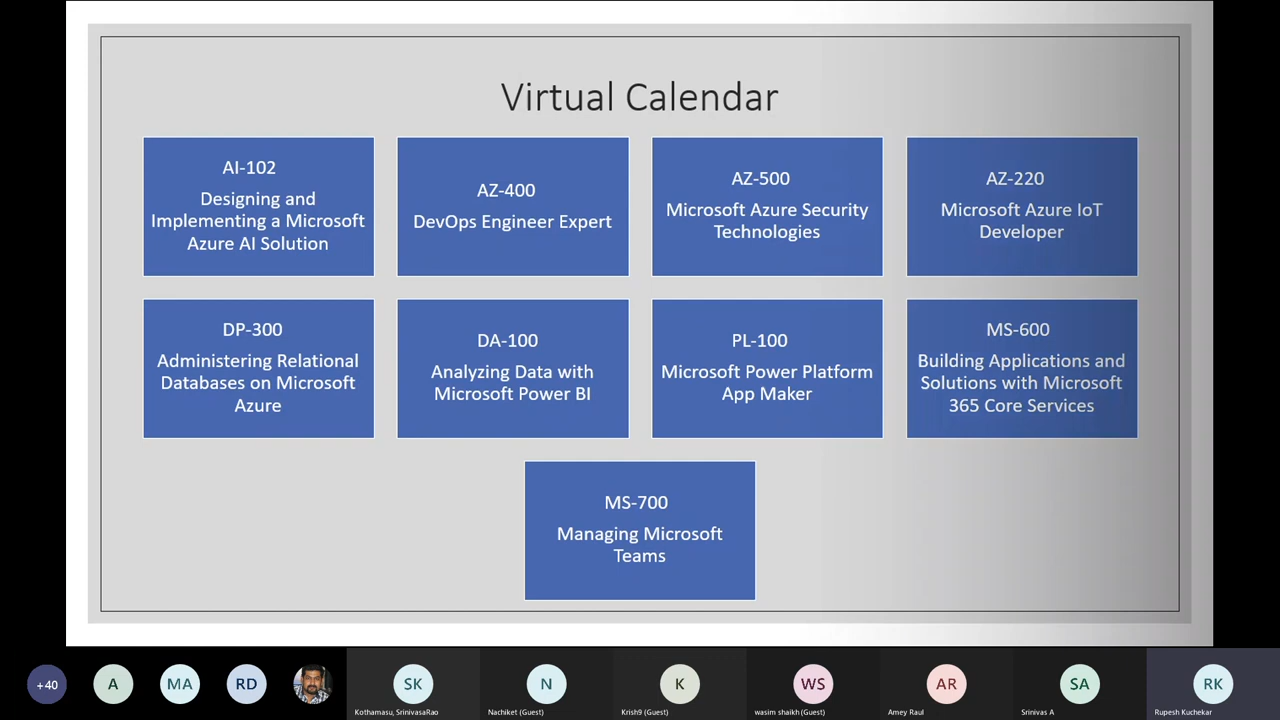 Virtual Calendar
AI-102
Designing and
Implementing a Microsoft
Azure AI Solution
AZ-400
DevOps Engineer Expert
AZ-500
Microsoft Azure Security
Technologies
AZ-220
Microsoft Azure IoT
Developer
DP-300
Administering Relational
Databases on Microsoft
Azure
DA-100
Analyzing Data with
Microsoft Power BI
PL-100
Microsoft Power Platform
App Maker
MS-600
Building Applications and
Solutions with Microsoft
365 Core Services
MS-700
Managing Microsoft
Teams
+40
A
MA
RD
SK
Kothamasu, SrinivasaRao
N
Nachiket (Guest)
K
Krish9 (Guest)
WS
wasim shaikh (Guest)
AR
Amey Raul
SA
Srinivas A
RK
Rupesh Kuchekar